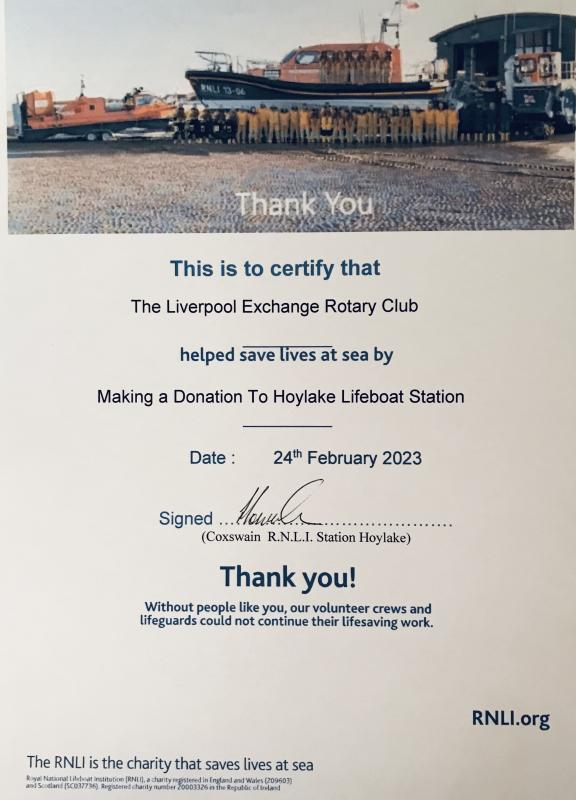 RNLI 13-06
Thank You
This is to certify that
The Liverpool Exchange Rotary Club
helped save lives at sea by
Making a Donation To Hoylake Lifeboat Station
Date : 24th February 2023
Signed ........................................
(Coxswain R.N.L.I. Station Hoylake)
Thank you!
Without people like you, our volunteer crews and
lifeguards could not continue their lifesaving work.
RNLI.org
The RNLI is the charity that saves lives at sea
Royal National Lifeboat Institution (RNLI), a charity registered in England and Wales (209603)
and Scotland (SC037736). Registered charity number 20003326 in the Republic of Ireland